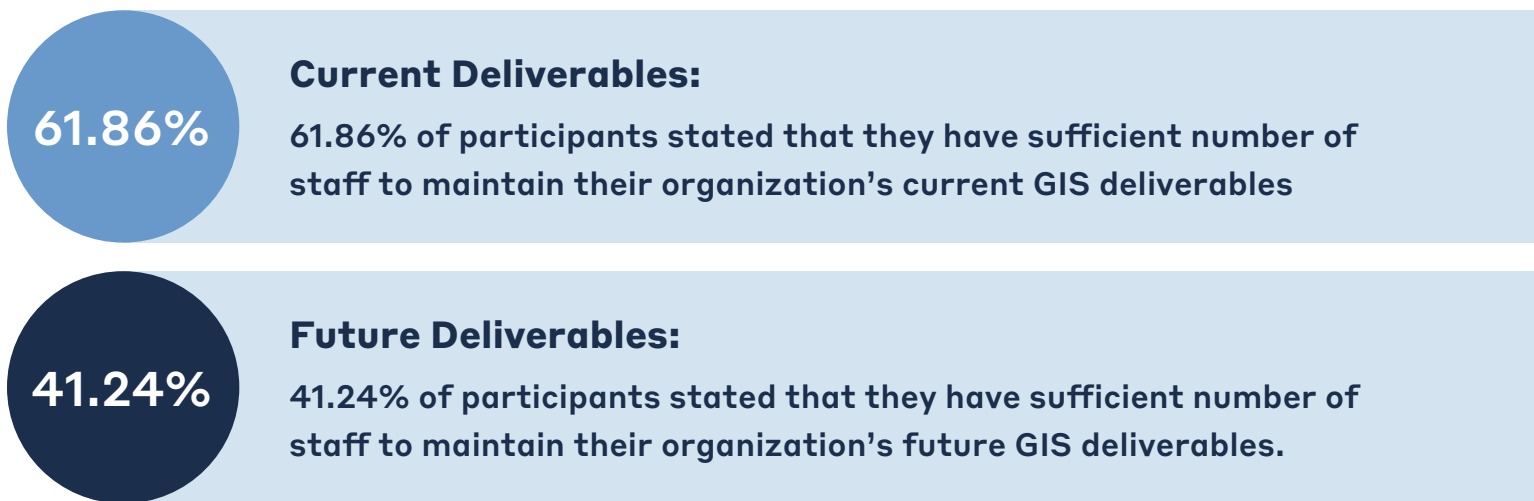 61.86%
Current Deliverables:
61.86% of participants stated that they have sufficient number of
staff to maintain their organization’s current GIS deliverables
41.24%
Future Deliverables:
41.24% of participants stated that they have sufficient number of
staff to maintain their organization’s future GIS deliverables.